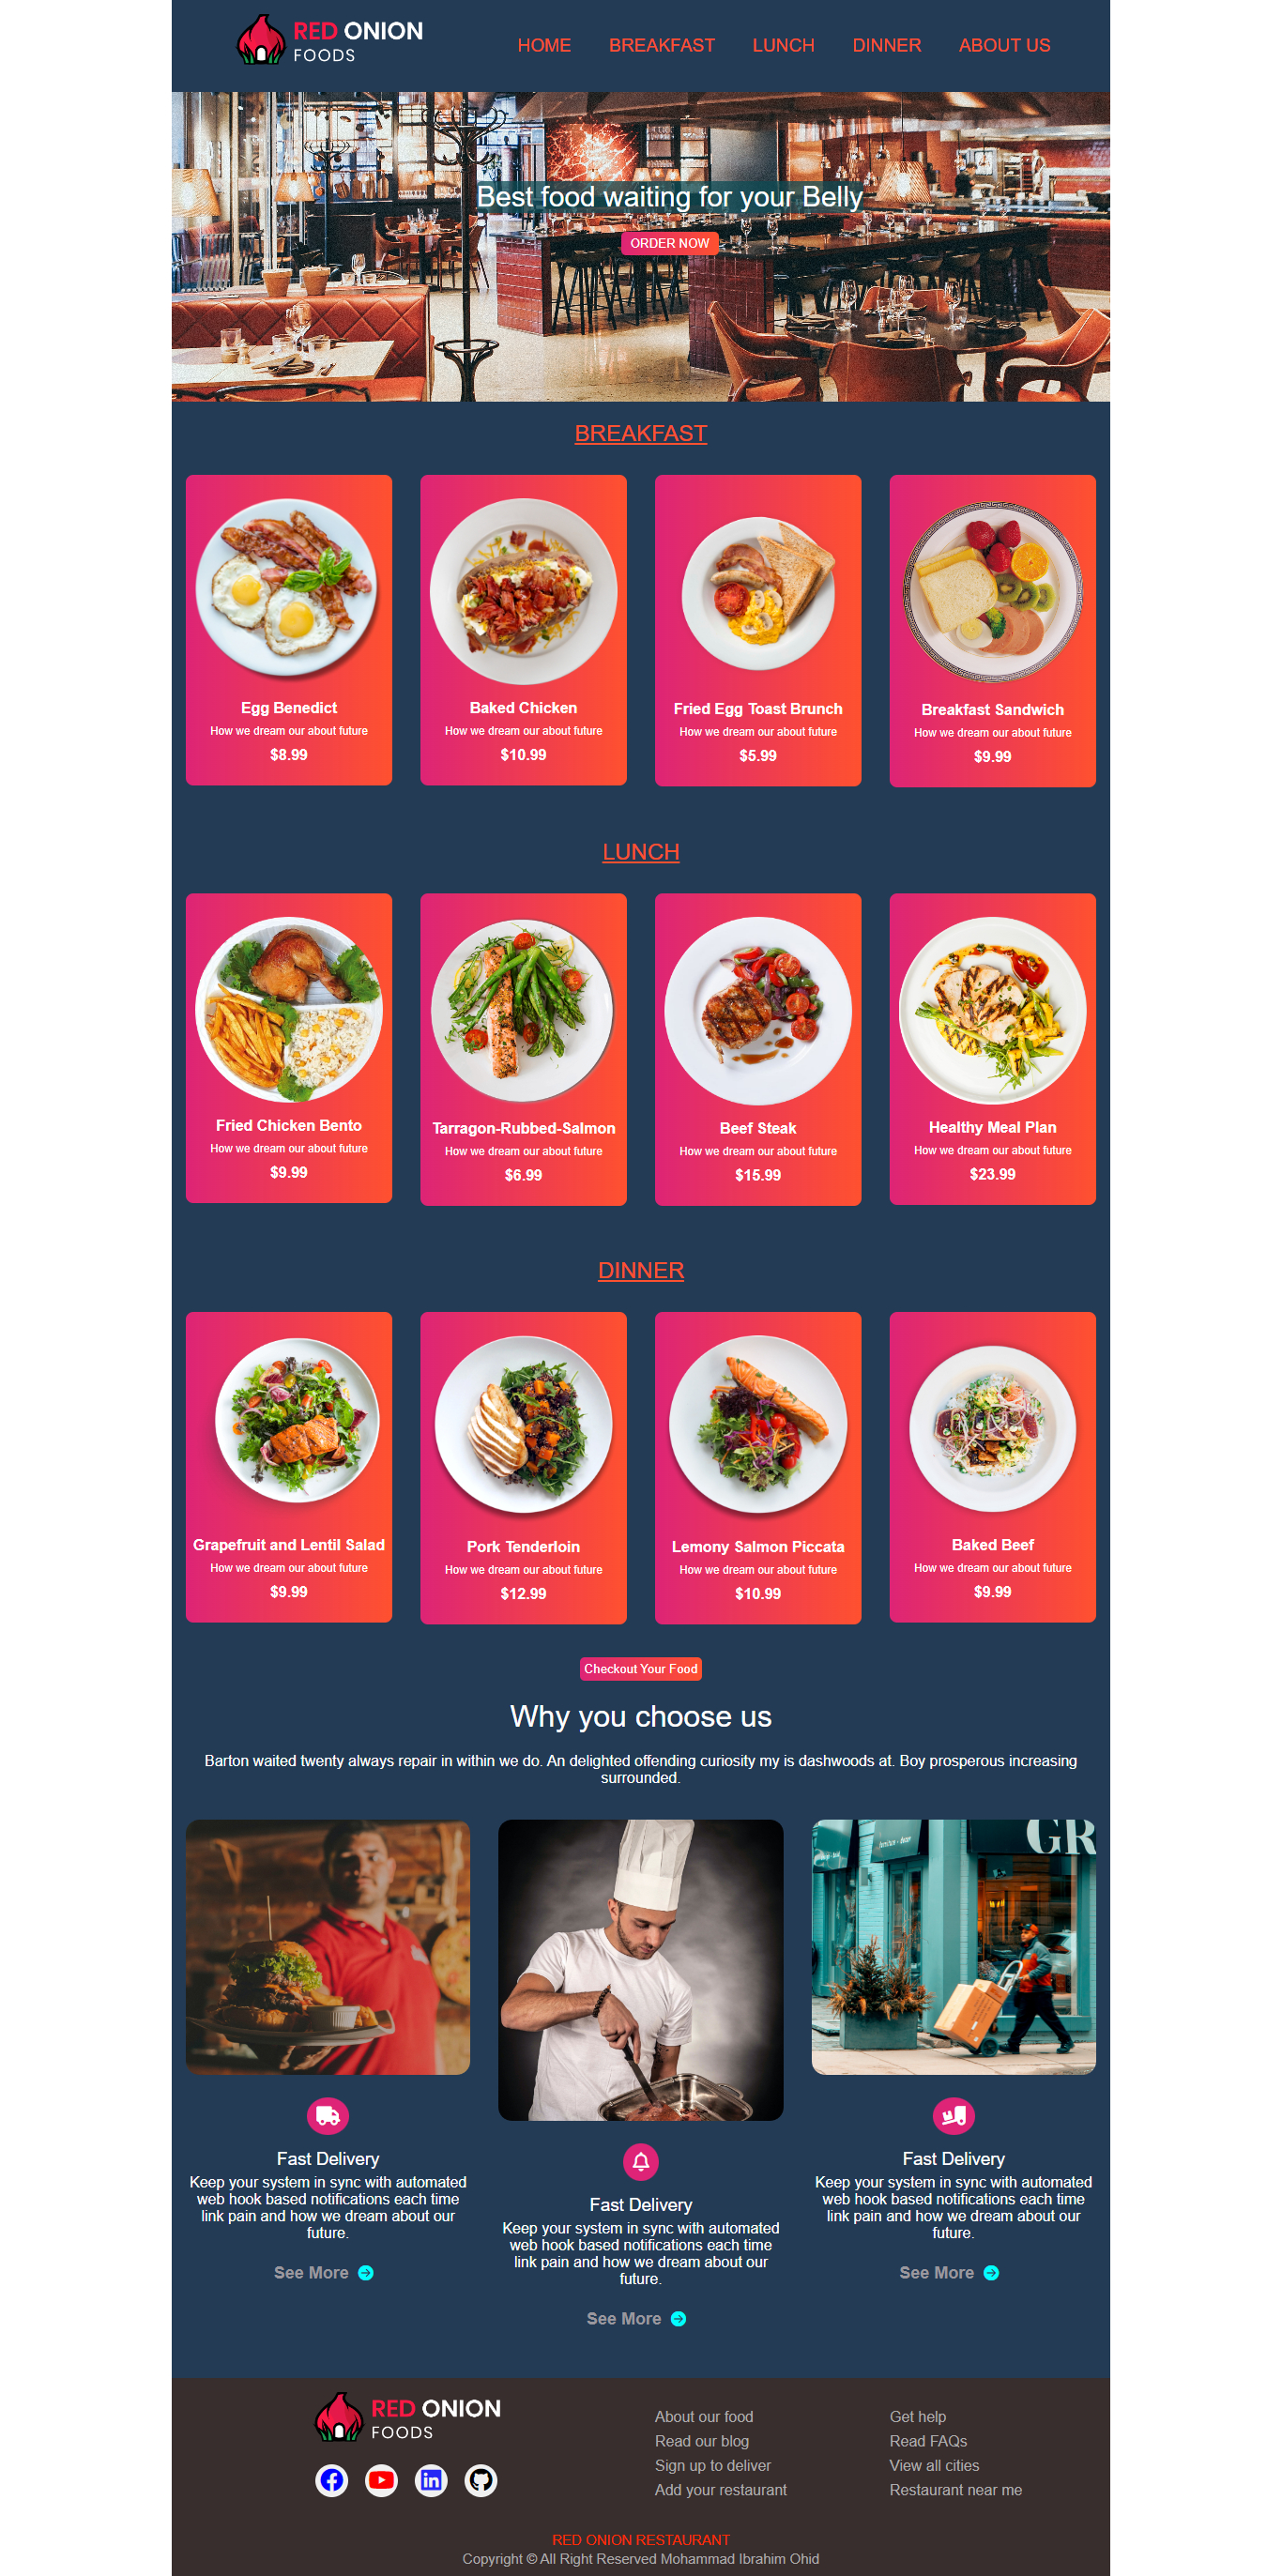 RED ONION
FOODS
HOME BREAKFAST LUNCH DINNER ABOUT US
Best food waiting for your Belly
ORDER NOW
BREAKFAST
Egg Benedict
How we dream our about future
$8.99
Baked Chicken
How we dream our about future
$10.99
Fried Egg Toast Brunch
How we dream our about future
$5.99
Breakfast Sandwich
How we dream our about future
$9.99
LUNCH
Fried Chicken Bento
How we dream our about future
$9.99
Tarragon-Rubbed-Salmon
How we dream our about future
$6.99
Beef Steak
How we dream our about future
$15.99
Healthy Meal Plan
How we dream our about future
$23.99
DINNER
Grapefruit and Lentil Salad
How we dream our about future
$9.99
Pork Tenderloin
How we dream our about future
$12.99
Lemony Salmon Piccata
How we dream our about future
$10.99
Baked Beef
How we dream our about future
$9.99
Checkout Your Food
Why you choose us
Barton waited twenty always repair in within we do. An delighted offending curiosity my is dashwoods at. Boy prosperous increasing
surrounded.
GR
Fast Delivery
Keep your system in sync with automated
web hook based notifications each time
link pain and how we dream about our
future.
See More
Fast Delivery
Keep your system in sync with automated
web hook based notifications each time
link pain and how we dream about our
future.
See More
Fast Delivery
Keep your system in sync with automated
web hook based notifications each time
link pain and how we dream about our
future.
See More
RED ONION
FOODS
in
About our food
Read our blog
Sign up to deliver
Add your restaurant
Get help
Read FAQs
View all cities
Restaurant near me
RED ONION RESTAURANT
Copyright © All Right Reserved Mohammad Ibrahim Ohid